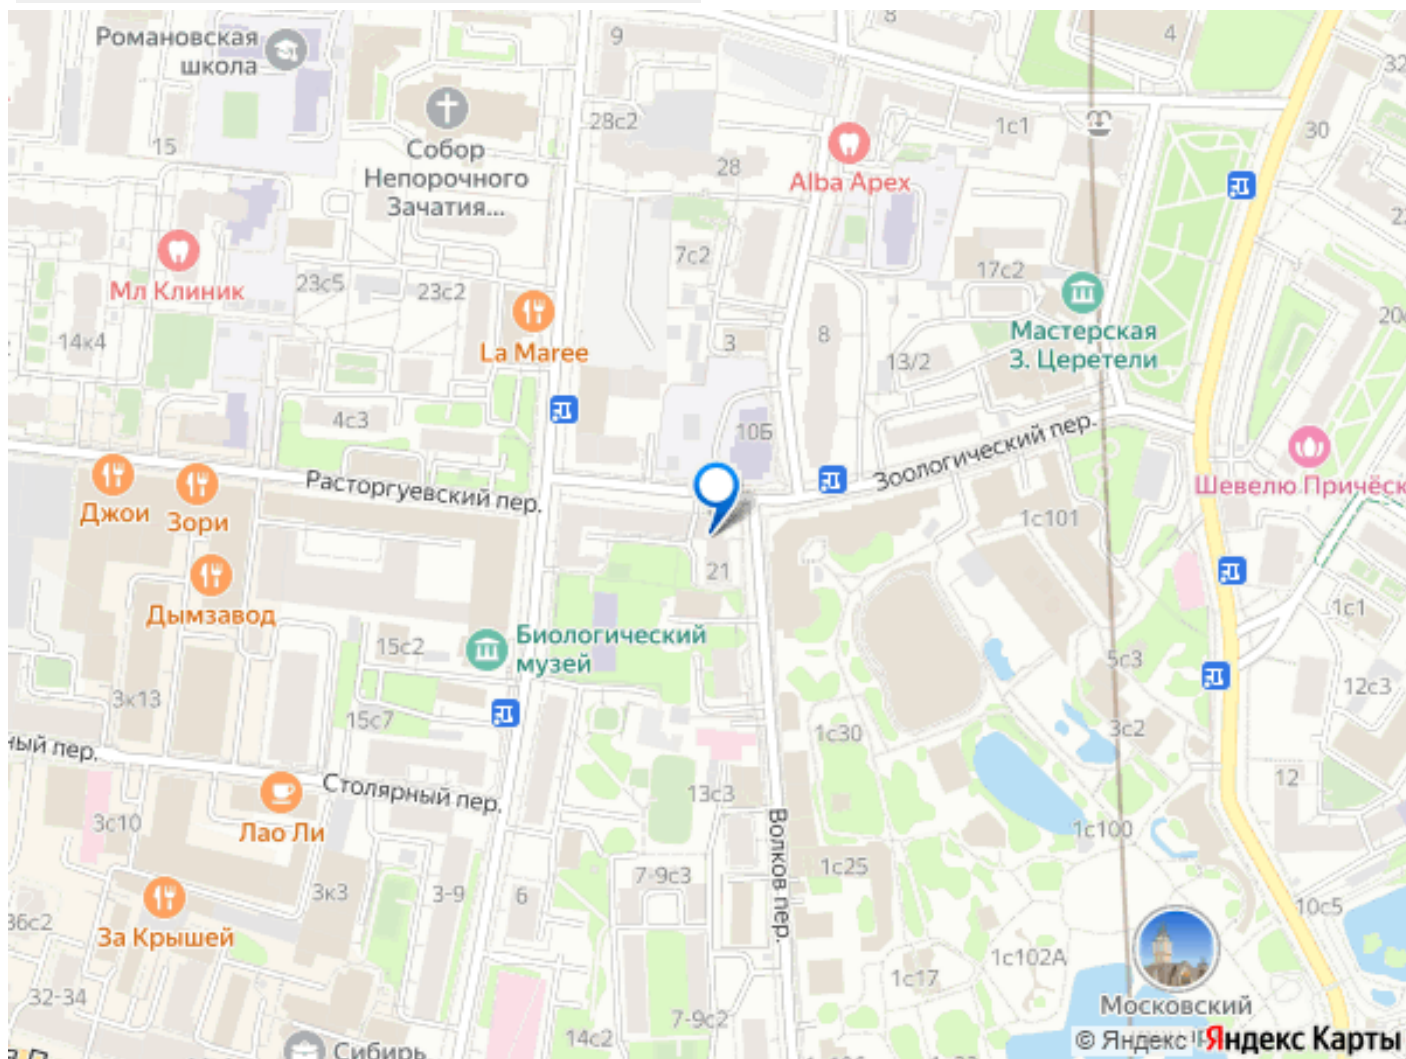 Романовская
школа
8
4
32
9
28с2
1с1
30
15
Собор
Непорочного
Зачатия...
28
Alba Apex
7с2
17с2
Мл Клиник
23с5
23с2
La Maree
3
8
13/2
Мастерская
З. Церетели
14к4
4с3
10Б
Зоологический пер.
Расторгуевский пер.
Джои
Зори
Шевелю Причёск
1с101
21
Дымзавод
15с2
Биологический
музей
1с1
5с3
12с3
3к13
15с7
1с30
3с2
ный пер.
Столярный пер.
12
13с3
3с10
Лао Ли
Волков пер.
1с100
1с25
7-9с3
3к3
3-9
6
36с2
За Крышей
10с5
1с102А
1с17
32-34
Московский
7-9с2
14с2
Сибирь
© Яндекс
Яндекс Карты